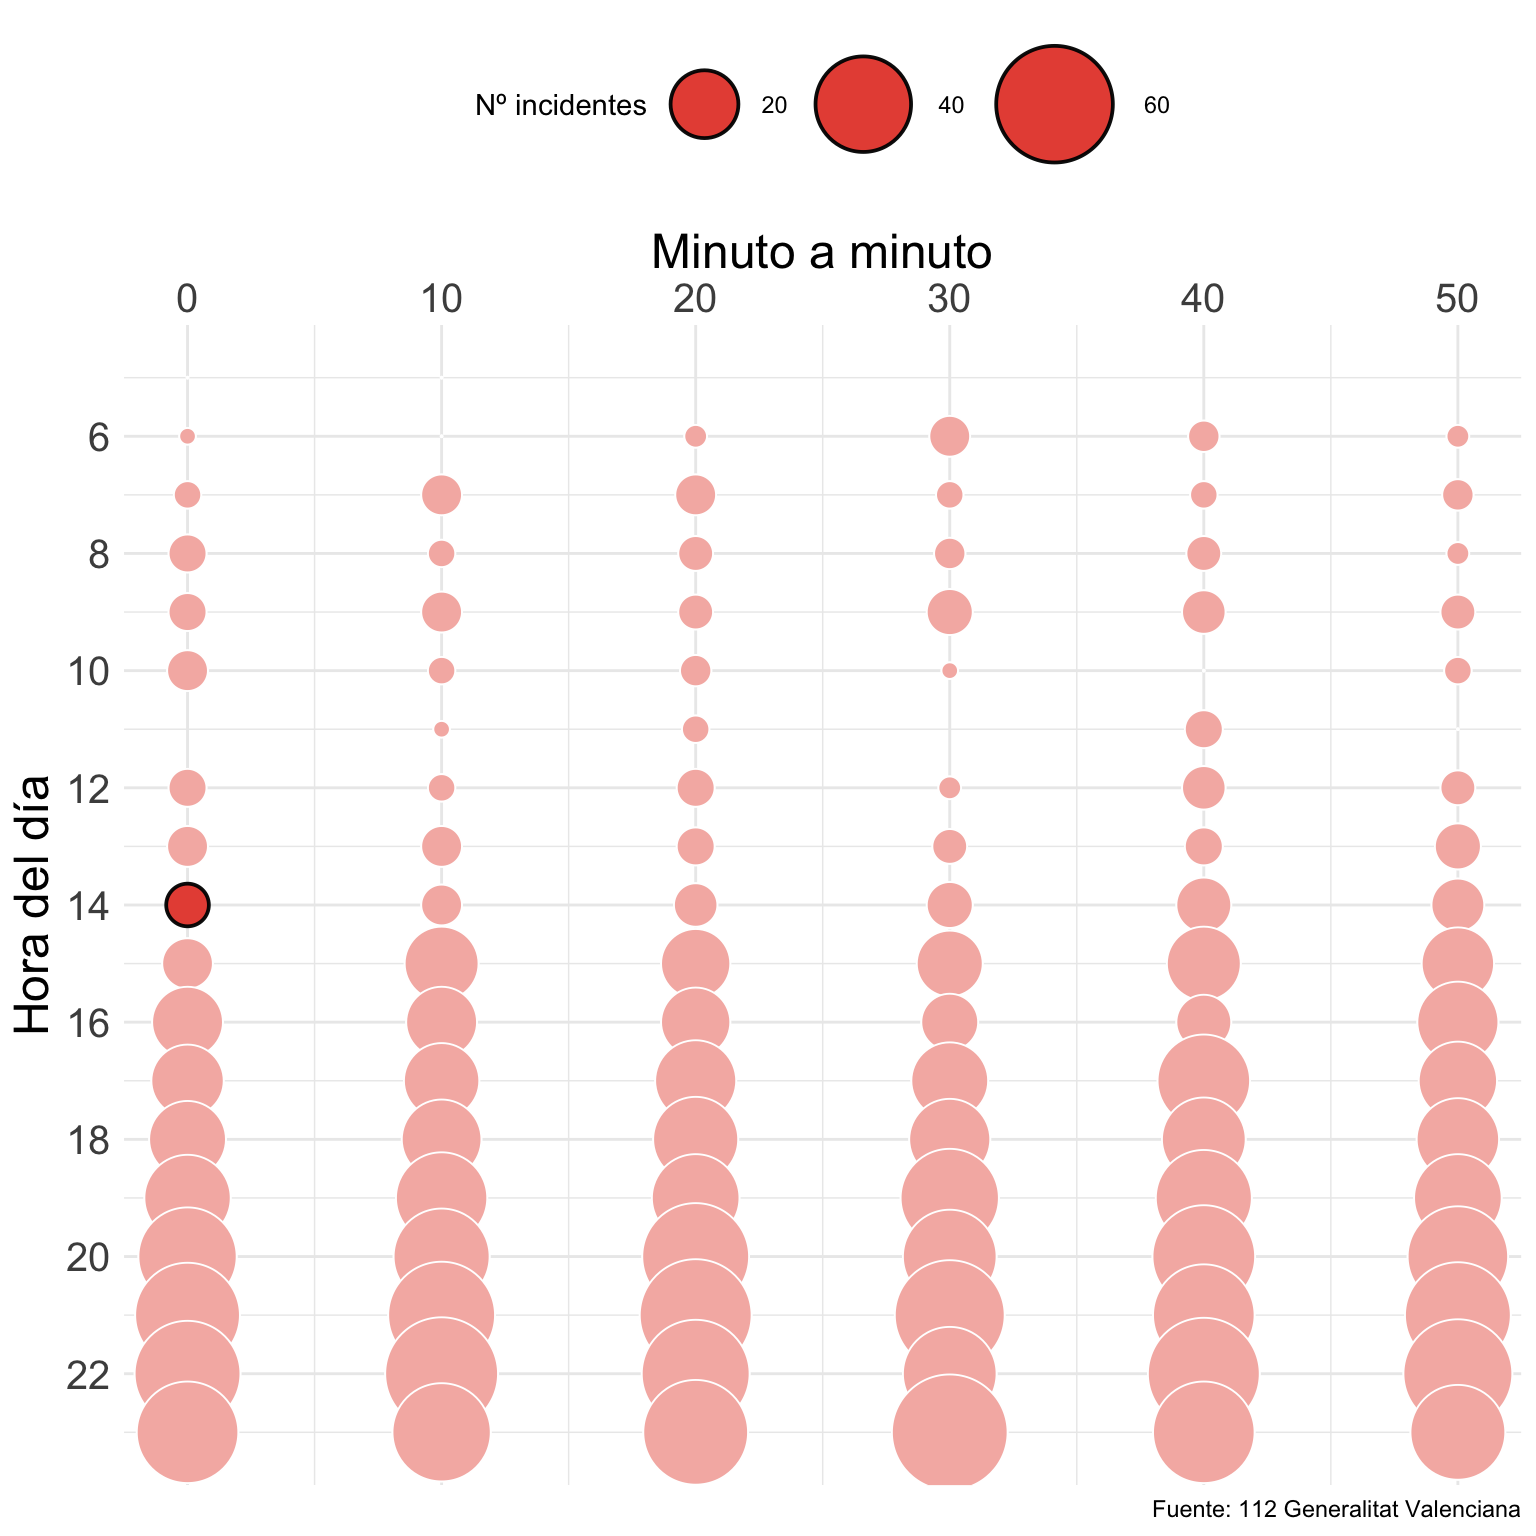 Nº incidentes 20 40 60
Minuto a minuto
0 10 20 30 40 50
Hora del día
6
8
10
12
14
16
18
20
22
Fuente: 112 Generalitat Valenciana